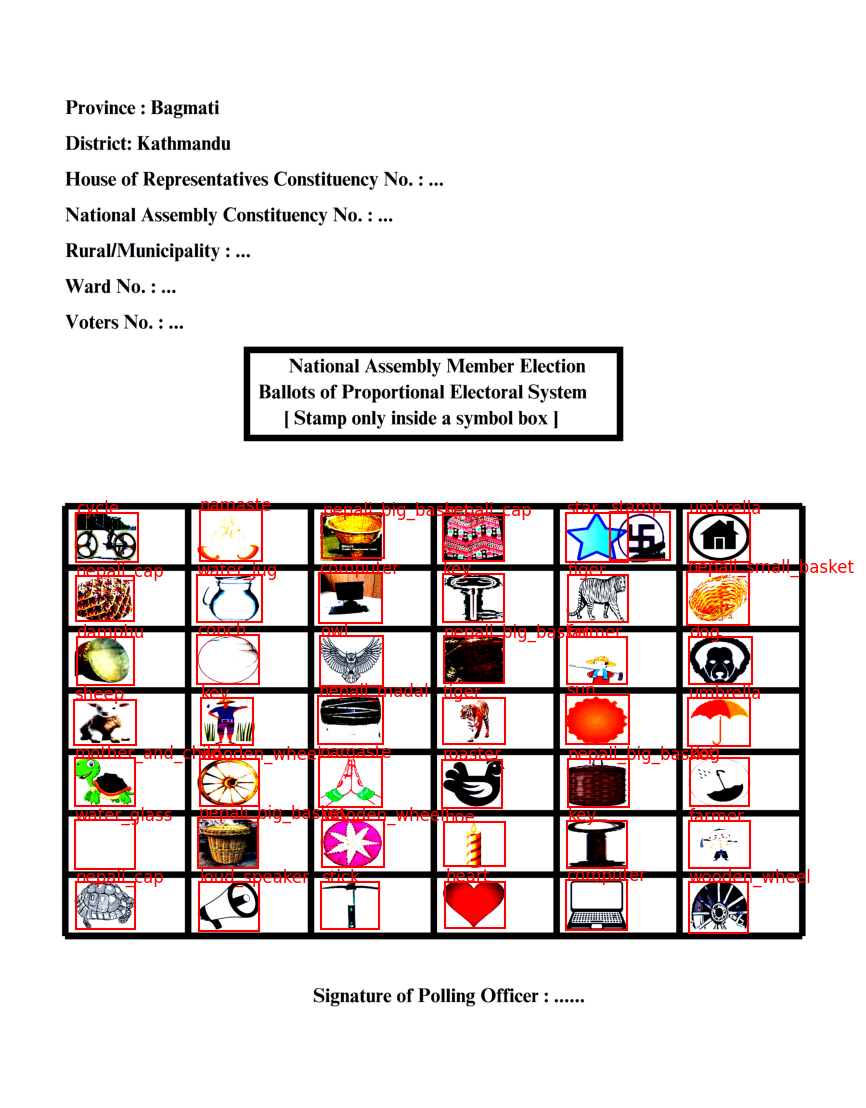 Province : Bagmati
District: Kathmandu
House of Representatives Constituency No. : ...
National Assembly Constituency No. : ...
Rural/Municipality : ...
Ward No. : ...
Voters No. : ...
National Assembly Member Election
Ballots of Proportional Electoral System
[ Stamp only inside a symbol box ]
cycle namaste nepali_big_basket nepali_cap star stamp umbrella
nepali_cap water_jug computer key tiger nepali_small_basket
damphu conch owl nepali_big_basket farmer dog
sheep key nepali_madal tiger sun umbrella
mother_and_child wooden_wheel namaste roaster nepali_big_basket
water_glass nepali_big_basket wooden_wheel key farmer
nepali_cap loud_speaker stick heart computer wooden_wheel
Signature of Polling Officer : ......